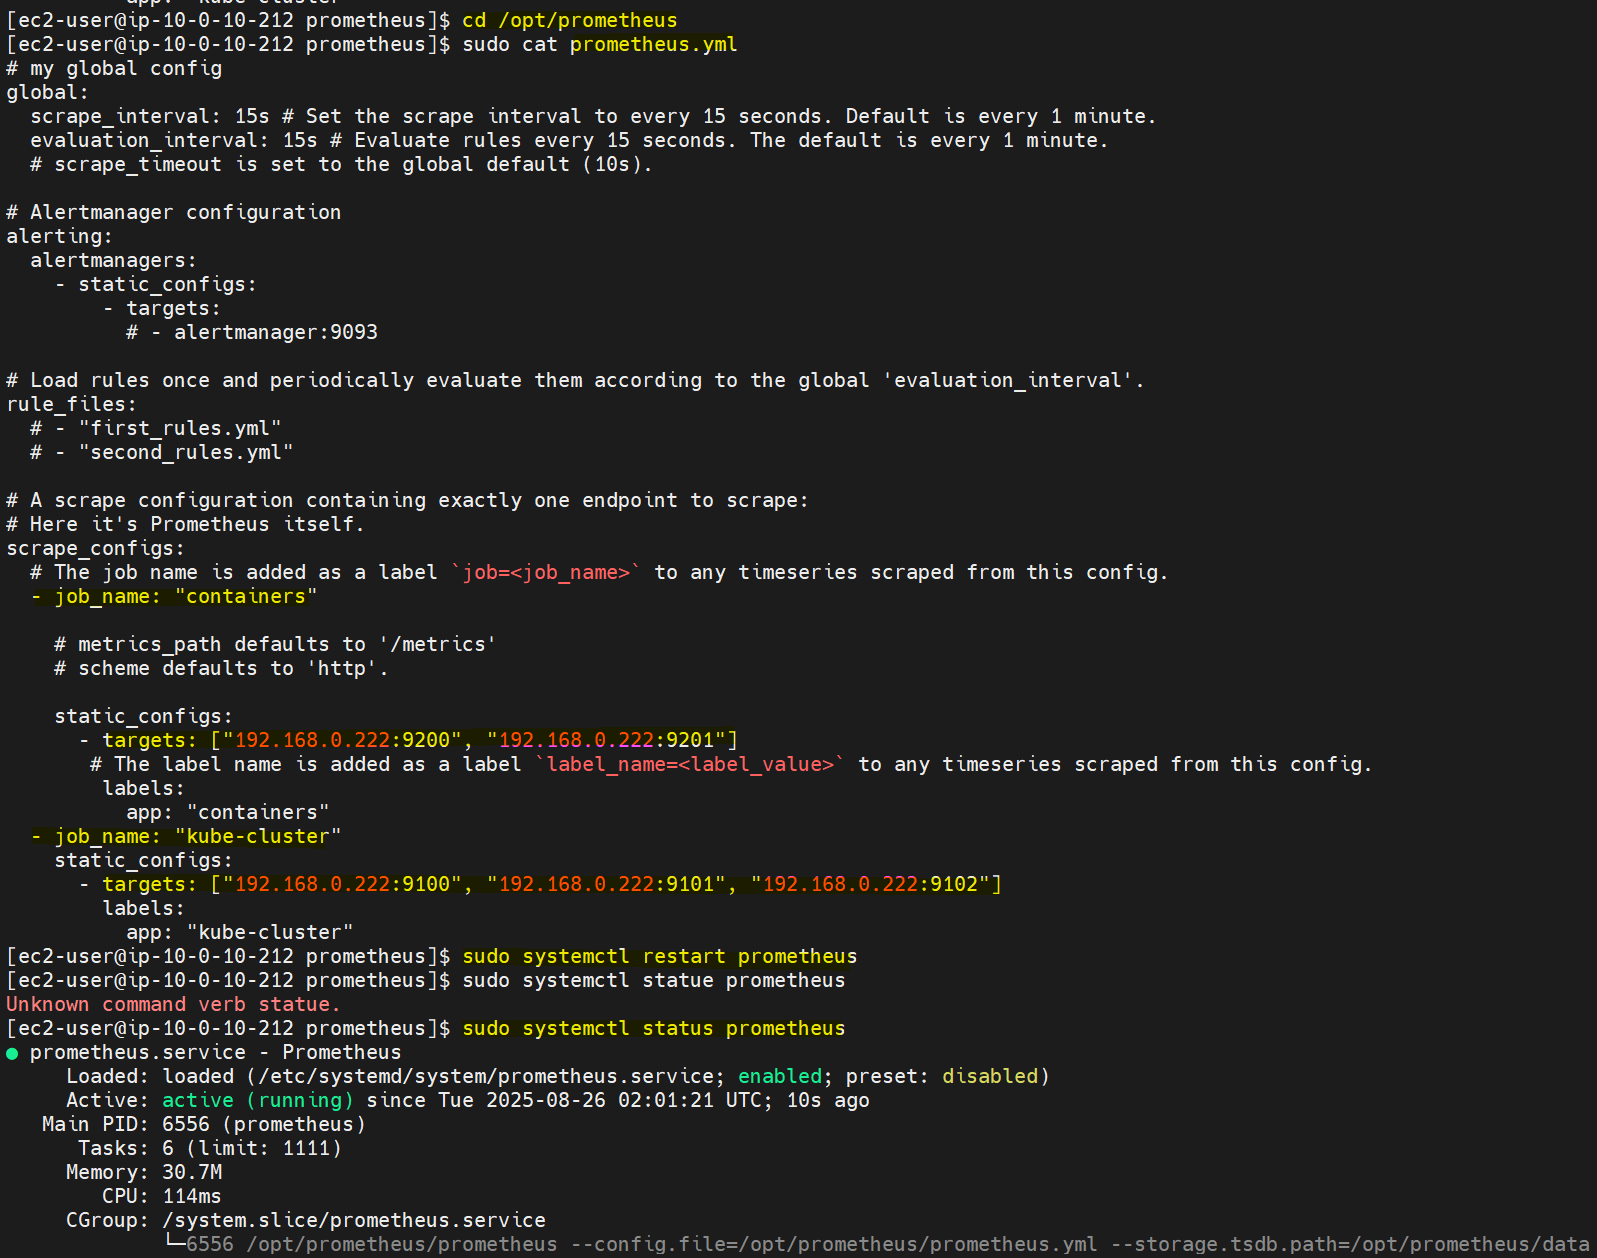 app: "kube-cluster"
[ec2-user@ip-10-0-10-212 prometheus]$ cd /opt/prometheus
[ec2-user@ip-10-0-10-212 prometheus]$ sudo cat prometheus.yml
# my global config
global:
  scrape_interval: 15s # Set the scrape interval to every 15 seconds. Default is every 1 minute.
  evaluation_interval: 15s # Evaluate rules every 15 seconds. The default is every 1 minute.
  # scrape_timeout is set to the global default (10s).

# Alertmanager configuration
alerting:
  alertmanagers:
    - static_configs:
        - targets:
          # - alertmanager:9093

# Load rules once and periodically evaluate them according to the global 'evaluation_interval'.
rule_files:
  # - "first_rules.yml"
  # - "second_rules.yml"

# A scrape configuration containing exactly one endpoint to scrape:
# Here it's Prometheus itself.
scrape_configs:
  # The job name is added as a label `job=<job_name>` to any timeseries scraped from this config.
  - job_name: "containers"

    # metrics_path defaults to '/metrics'
    # scheme defaults to 'http'.

    static_configs:
      - targets: ["192.168.0.222:9200", "192.168.0.222:9201"]
       # The label name is added as a label `label_name=<label_value>` to any timeseries scraped from this config.
        labels:
          app: "containers"
  - job_name: "kube-cluster"
    static_configs:
      - targets: ["192.168.0.222:9100", "192.168.0.222:9101", "192.168.0.222:9102"]
        labels:
          app: "kube-cluster"
[ec2-user@ip-10-0-10-212 prometheus]$ sudo systemctl restart prometheus
[ec2-user@ip-10-0-10-212 prometheus]$ sudo systemctl statue prometheus
Unknown command verb statue.
[ec2-user@ip-10-0-10-212 prometheus]$ sudo systemctl status prometheus
● prometheus.service - Prometheus
     Loaded: loaded (/etc/systemd/system/prometheus.service; enabled; preset: disabled)
     Active: active (running) since Tue 2025-08-26 02:01:21 UTC; 10s ago
   Main PID: 6556 (prometheus)
      Tasks: 6 (limit: 1111)
     Memory: 30.7M
        CPU: 114ms
     CGroup: /system.slice/prometheus.service
             └─6556 /opt/prometheus/prometheus --config.file=/opt/prometheus/prometheus.yml --storage.tsdb.path=/opt/prometheus/data